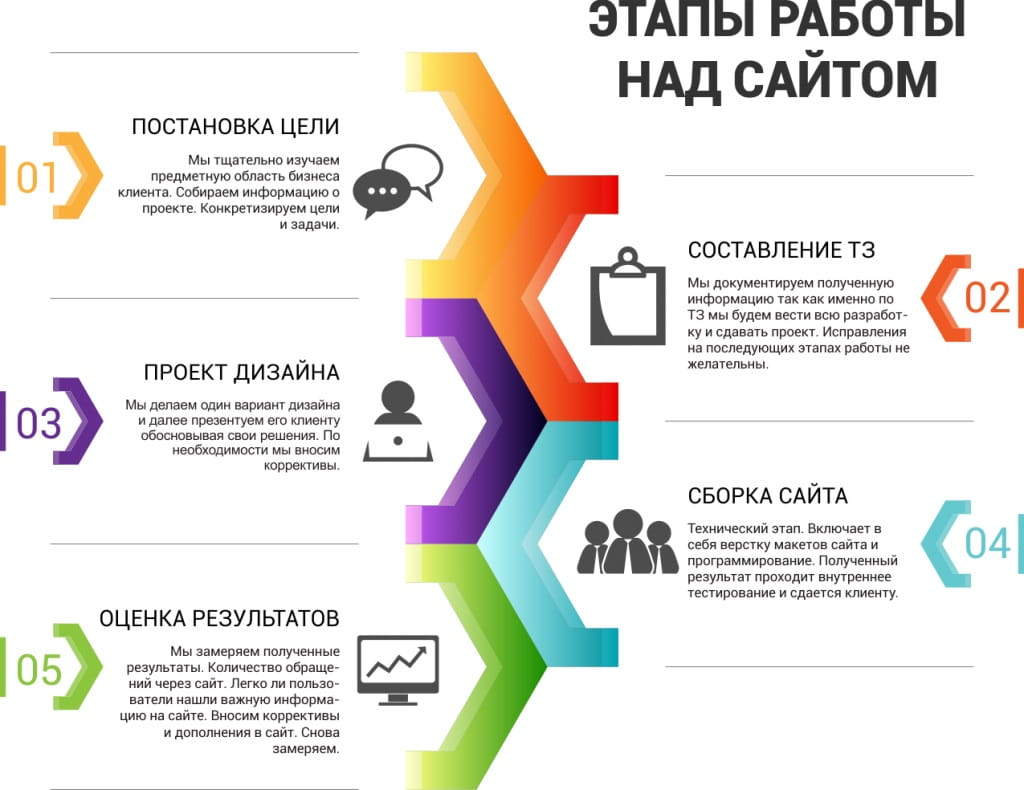 ЭТАПЫ РАБОТЫ
НАД САЙТОМ
01
ПОСТАНОВКА ЦЕЛИ
Мы тщательно изучаем
предметную область бизнеса
клиента. Собираем информацию о
проекте. Конкретизируем цели
и задачи.
02
СОСТАВЛЕНИЕ ТЗ
Мы документируем полученную
информацию так как именно по
ТЗ мы будем вести всю разработ-
ку и сдавать проект. Исправления
на последующих этапах работы не
желательны.
03
ПРОЕКТ ДИЗАЙНА
Мы делаем один вариант дизайна
и далее презентуем его клиенту
обосновывая свои решения. По
необходимости мы вносим
коррективы.
04
СБОРКА САЙТА
Технический этап. Включает в
себя верстку макетов сайта и
программирование. Полученный
результат проходит внутреннее
тестирование и сдается клиенту.
05
ОЦЕНКА РЕЗУЛЬТАТОВ
Мы замеряем полученные
результаты. Количество обраще-
ний через сайт. Легко ли пользо-
ватели нашли важную информа-
цию на сайте. Вносим коррективы
и дополнения в сайт. Снова
замеряем.